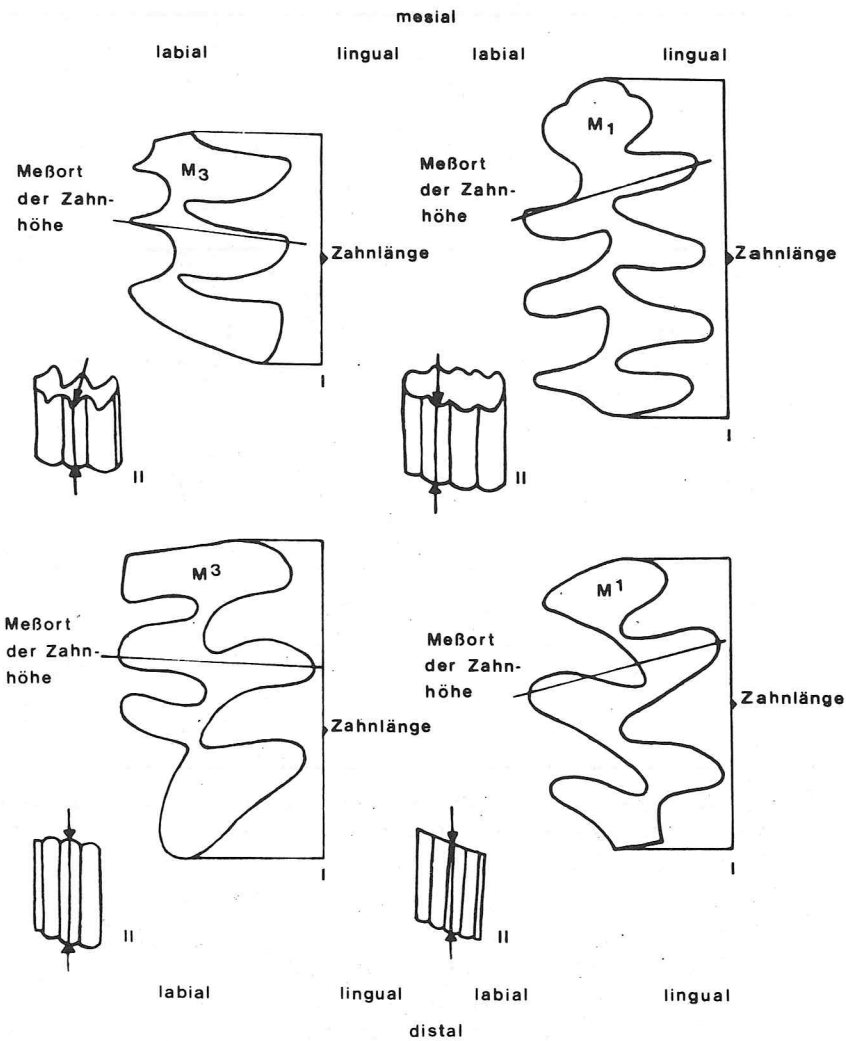 mesial
labial lingual labial lingual
M₃
Meßort
der Zahn-
höhe
Zahnlänge
I
II
M₁
Meßort
der Zahn-
höhe
Zahnlänge
I
II
M³
Meßort
der Zahn-
höhe
Zahnlänge
I
II
M¹
Meßort
der Zahn-
höhe
Zahnlänge
I
II
labial lingual labial lingual
distal